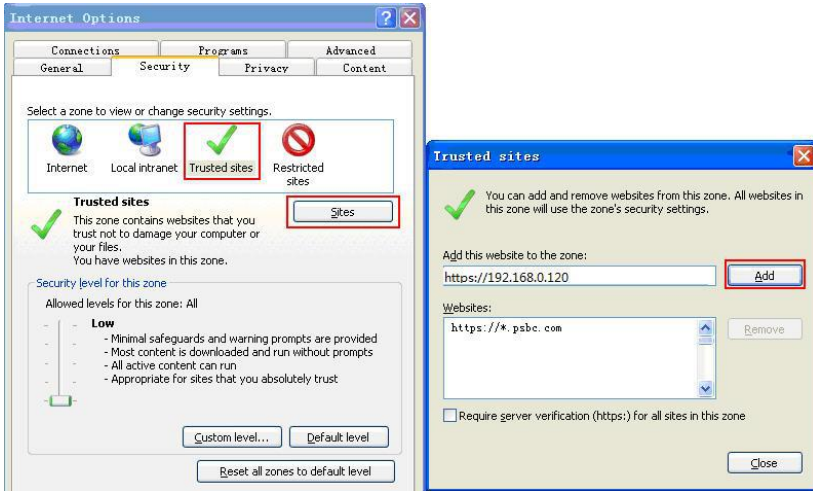 Internet Options
Connections Programs Advanced
General Security Privacy Content
Select a zone to view or change security settings.
Internet Local intranet Trusted sites Restricted
sites
Trusted sites
Sites
This zone contains websites that you
trust not to damage your computer or
your files.
You have websites in this zone.
Security level for this zone
Allowed levels for this zone: All
Low
- Minimal safeguards and warning prompts are provided
- Most content is downloaded and run without prompts
- All active content can run
- Appropriate for sites that you absolutely trust
Custom level... Default level
Reset all zones to default level
Trusted sites
You can add and remove websites from this zone. All websites in
this zone will use the zone's security settings.
Add this website to the zone:
https://192.168.0.120 Add
Websites:
https://*.psbc.com Remove
Require server verification (https:) for all sites in this zone
Close